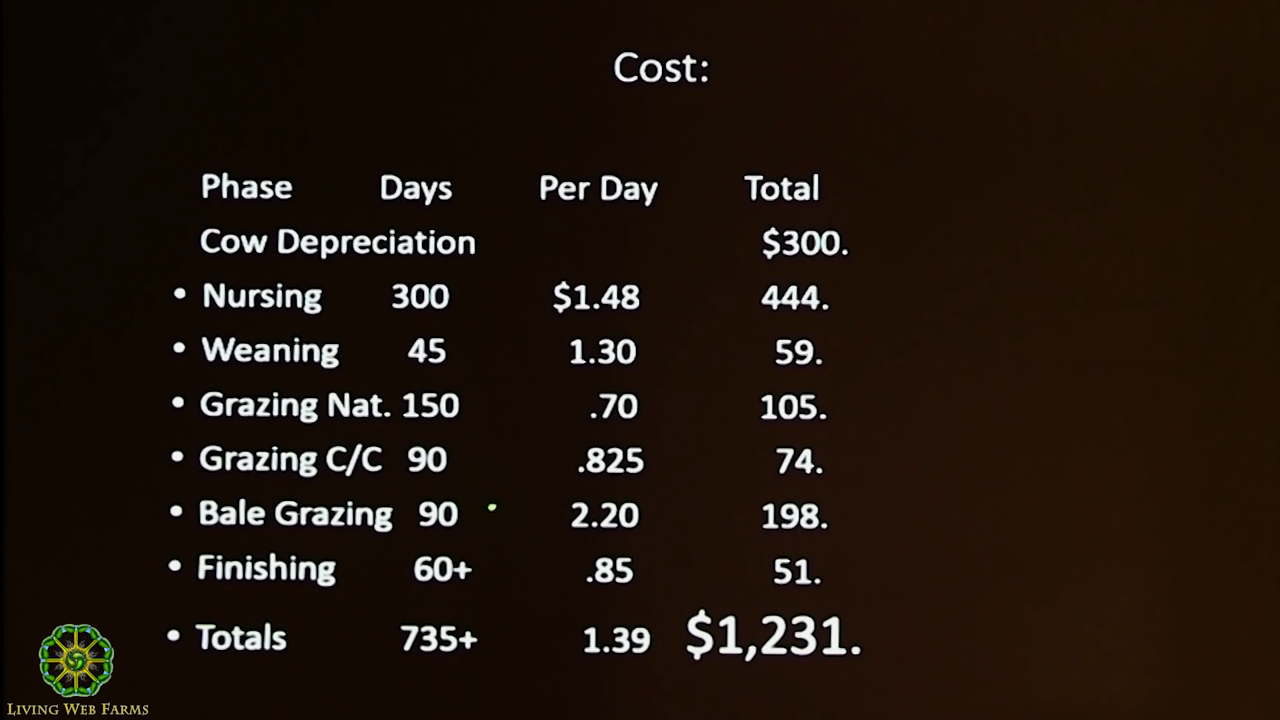 Cost:
Phase Days Per Day Total
Cow Depreciation $300.
• Nursing 300 $1.48 444.
• Weaning 45 1.30 59.
• Grazing Nat. 150 .70 105.
• Grazing C/C 90 .825 74.
• Bale Grazing 90 2.20 198.
• Finishing 60+ .85 51.
• Totals 735+ 1.39 $1,231.
LIVING WEB FARMS